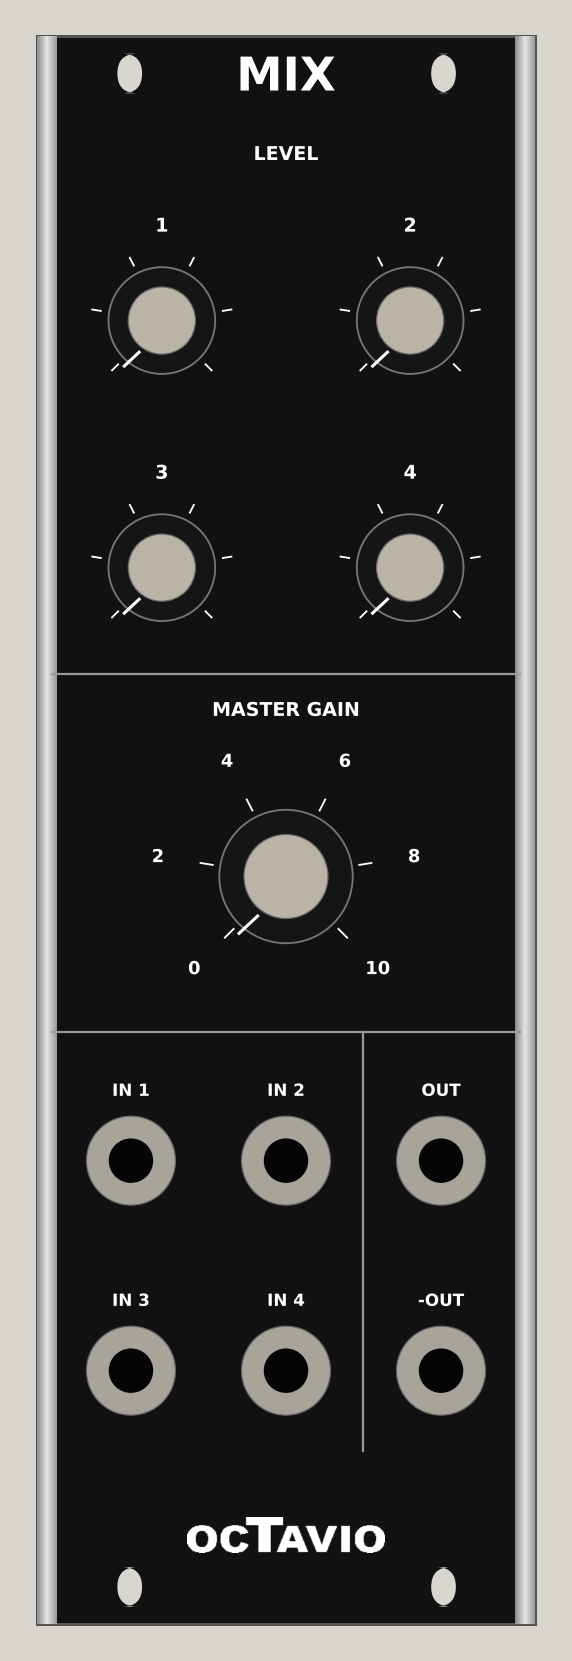 MIX
LEVEL
1 2
3 4
MASTER GAIN
4 6
2 8
0 10
IN 1 IN 2 OUT
IN 3 IN 4 -OUT
OCTAVIO